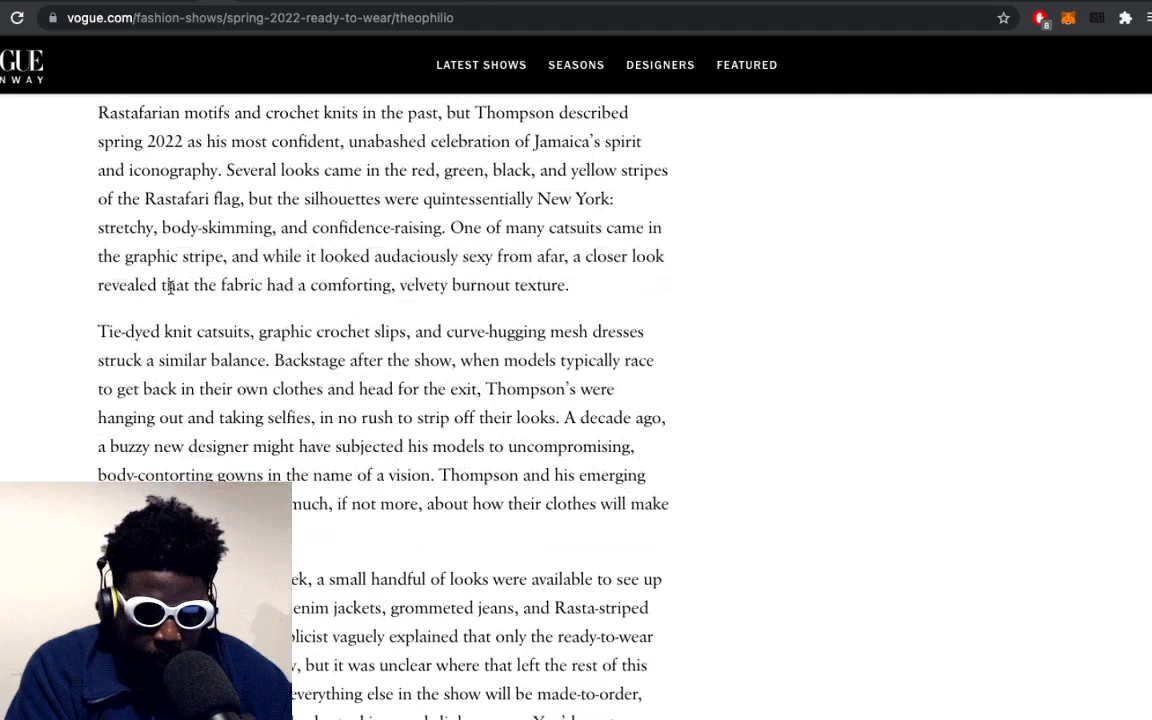 vogue.com/fashion-shows/spring-2022-ready-to-wear/theophilio
8
GUE
LATEST SHOWS SEASONS DESIGNERS FEATURED
NWAY
Rastafarian motifs and crochet knits in the past, but Thompson described
spring 2022 as his most confident, unabashed celebration of Jamaica’s spirit
and iconography. Several looks came in the red, green, black, and yellow stripes
of the Rastafari flag, but the silhouettes were quintessentially New York:
stretchy, body-skimming, and confidence-raising. One of many catsuits came in
the graphic stripe, and while it looked audaciously sexy from afar, a closer look
revealed that the fabric had a comforting, velvety burnout texture.
Tie-dyed knit catsuits, graphic crochet slips, and curve-hugging mesh dresses
struck a similar balance. Backstage after the show, when models typically race
to get back in their own clothes and head for the exit, Thompson’s were
hanging out and taking selfies, in no rush to strip off their looks. A decade ago,
a buzzy new designer might have subjected his models to uncompromising,
body-contorting gowns in the name of a vision. Thompson and his emerging
much, if not more, about how their clothes will make
ek, a small handful of looks were available to see up
enim jackets, grommeted jeans, and Rasta-striped
blicist vaguely explained that only the ready-to-wear
, but it was unclear where that left the rest of this
everything else in the show will be made-to-order,